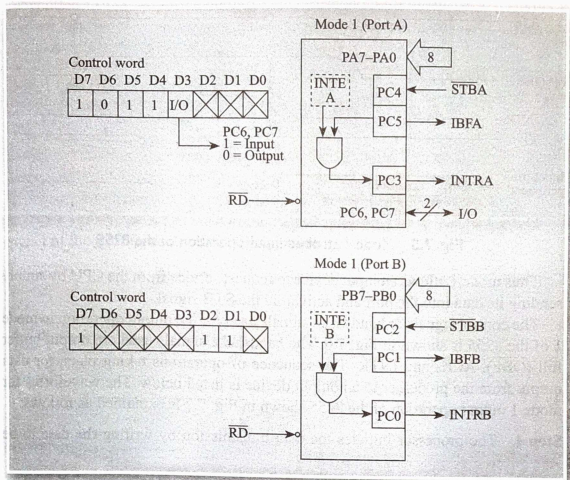 Mode 1 (Port A)
Control word
D7 D6 D5 D4 D3 D2 D1 D0
1 0 1 1 I/O
PC6, PC7
1 = Input
0 = Output
PA7–PA0
8
INTE
A
PC4
STBA
PC5
IBFA
PC3
INTRA
RD
PC6, PC7
2
I/O
Mode 1 (Port B)
Control word
D7 D6 D5 D4 D3 D2 D1 D0
1 1 1
PB7–PB0
8
INTE
B
PC2
STBB
PC1
IBFB
PC0
INTRB
RD